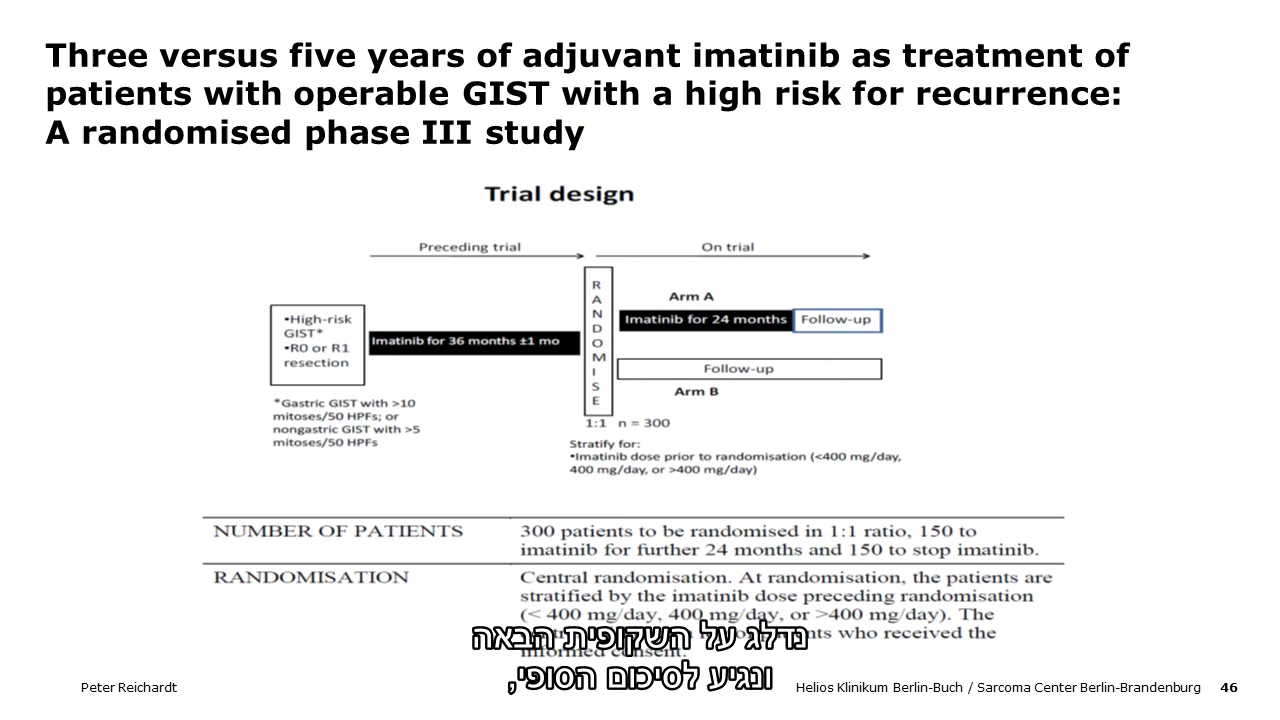 Three versus five years of adjuvant imatinib as treatment of
patients with operable GIST with a high risk for recurrence:
A randomised phase III study
Trial design
Preceding trial
On trial
•High-risk
GIST*
•R0 or R1
resection
Imatinib for 36 months ±1 mo
RANDOMISE
Arm A
Imatinib for 24 months
Follow-up
Follow-up
Arm B
*Gastric GIST with >10
mitoses/50 HPFs; or
nongastric GIST with >5
mitoses/50 HPFs
1:1 n = 300
Stratify for:
•Imatinib dose prior to randomisation (<400 mg/day,
400 mg/day, or >400 mg/day)
NUMBER OF PATIENTS
300 patients to be randomised in 1:1 ratio, 150 to
imatinib for further 24 months and 150 to stop imatinib.
RANDOMISATION
Central randomisation. At randomisation, the patients are
stratified by the imatinib dose preceding randomisation
(< 400 mg/day, 400 mg/day, or >400 mg/day). The
who received the
informed consent.
נדלג על השקופית הבאה
ונגיע לסיכום הסופי,
Peter Reichardt
Helios Klinikum Berlin-Buch / Sarcoma Center Berlin-Brandenburg
46